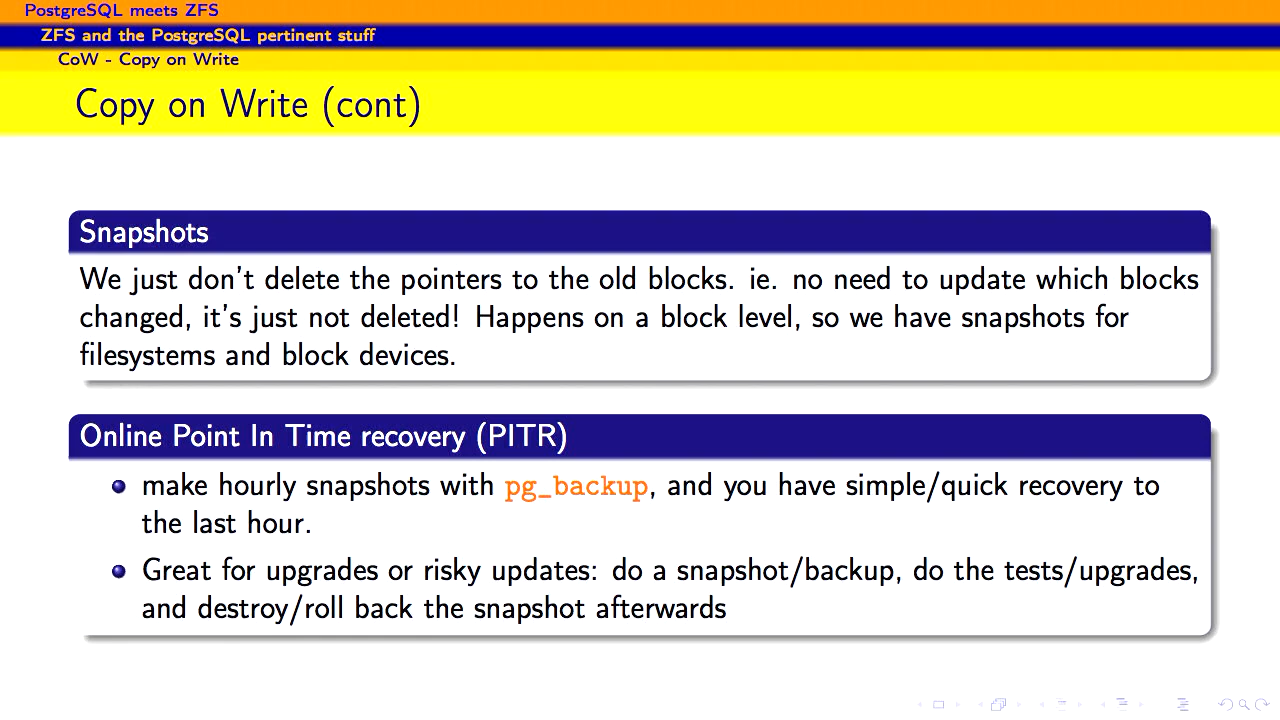 PostgreSQL meets ZFS
ZFS and the PostgreSQL pertinent stuff
CoW - Copy on Write
Copy on Write (cont)
Snapshots
We just don't delete the pointers to the old blocks. ie. no need to update which blocks
changed, it's just not deleted! Happens on a block level, so we have snapshots for
filesystems and block devices.
Online Point In Time recovery (PITR)
make hourly snapshots with pg_backup, and you have simple/quick recovery to
the last hour.
Great for upgrades or risky updates: do a snapshot/backup, do the tests/upgrades,
and destroy/roll back the snapshot afterwards